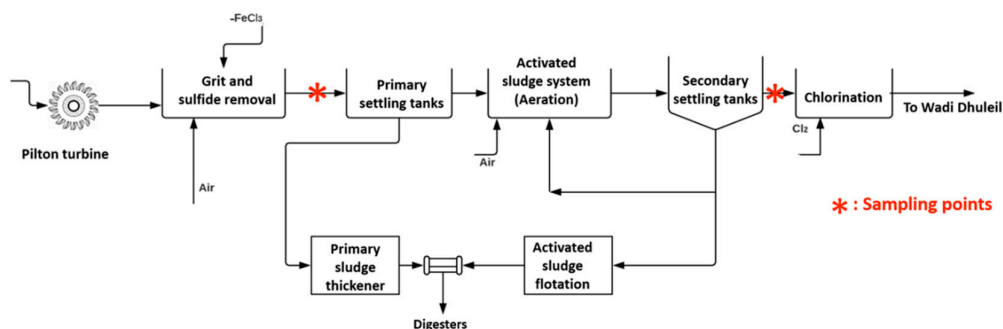 -FeCl3
Grit and
sulfide removal
Primary
settling tanks
Activated
sludge system
(Aeration)
Secondary
settling tanks
Chlorination
To Wadi Dhuleil
Pilton turbine
Air
Air
Cl2
* : Sampling points
Primary
sludge
thickener
Activated
sludge
flotation
Digesters